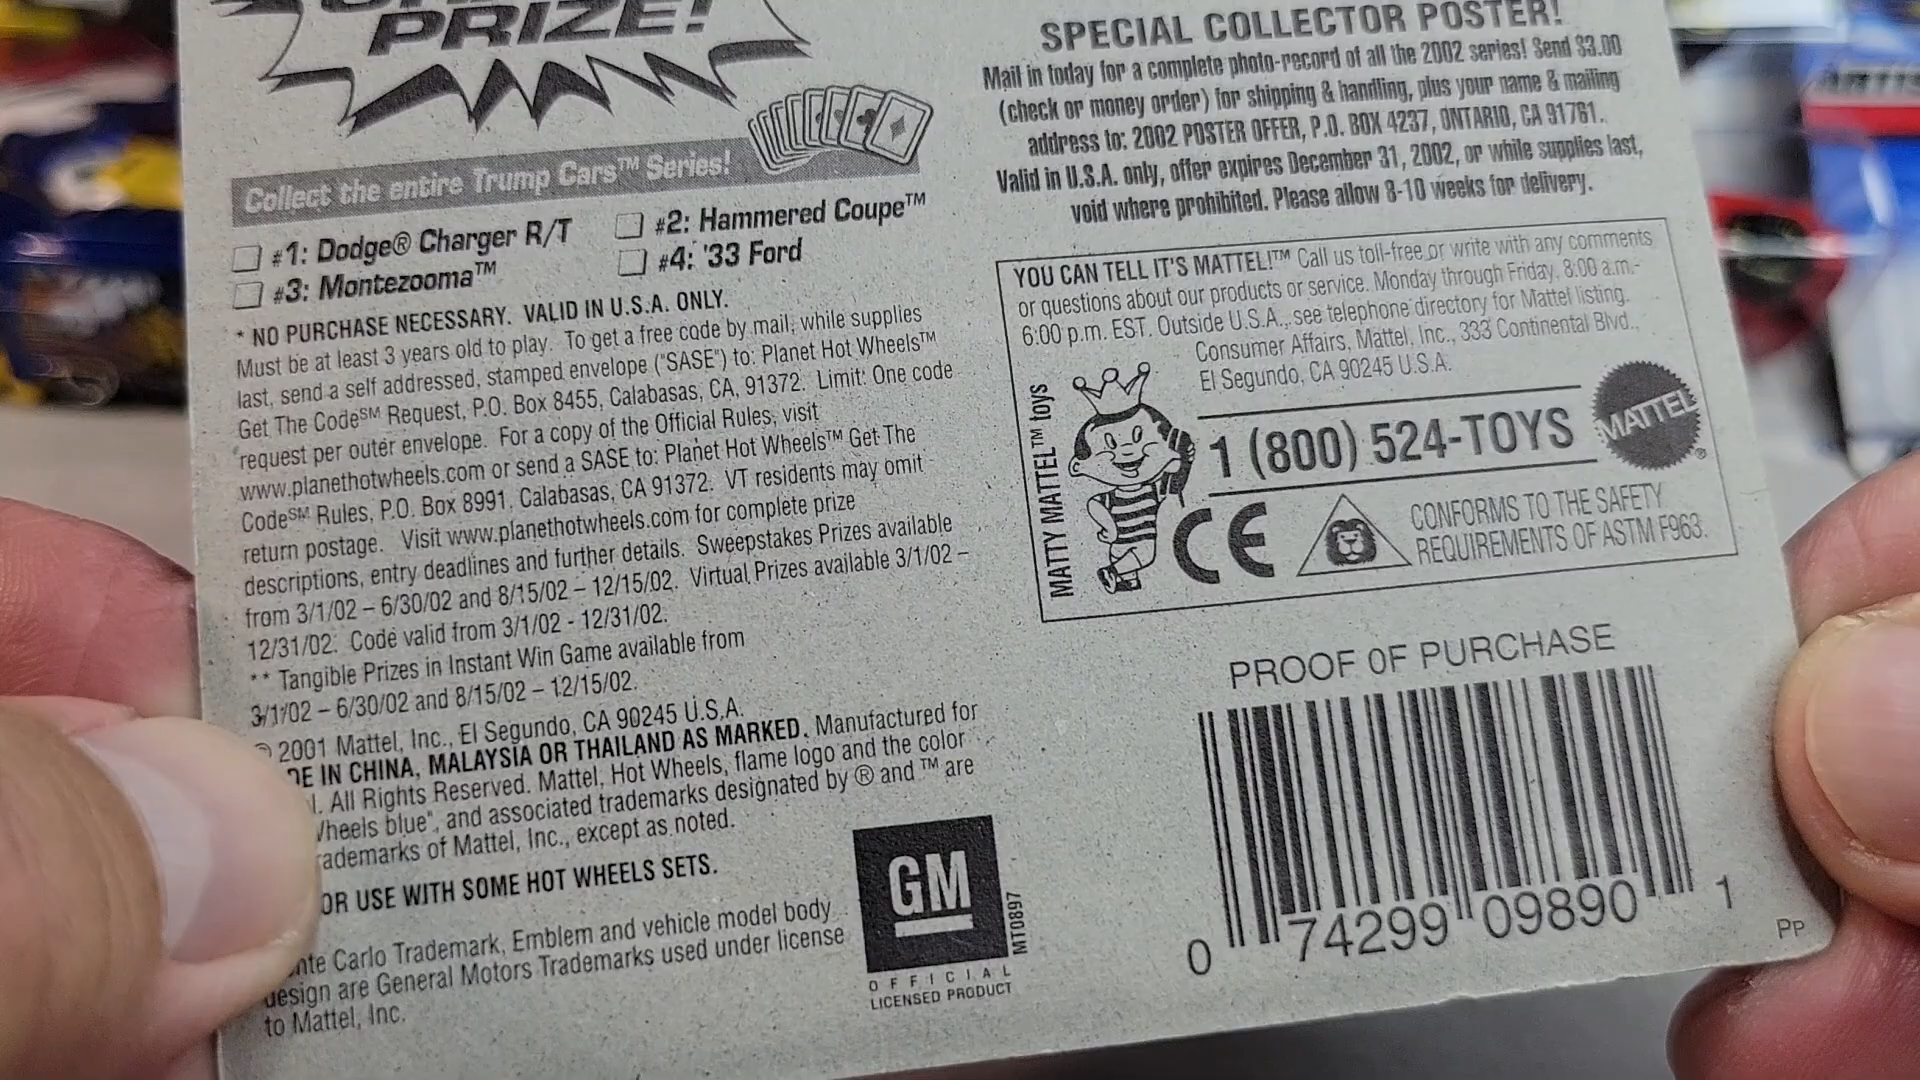 PRIZE!
Collect the entire Trump Cars™ Series!
#1: Dodge® Charger R/T
#2: Hammered Coupe™
#3: Montezooma™
#4: '33 Ford
* NO PURCHASE NECESSARY. VALID IN U.S.A. ONLY.
Must be at least 3 years old to play. To get a free code by mail, while supplies
last, send a self addressed, stamped envelope ("SASE") to: Planet Hot Wheels™
Get The Code℠ Request, P.O. Box 8455, Calabasas, CA, 91372. Limit: One code
request per outer envelope. For a copy of the Official Rules, visit
www.planethotwheels.com or send a SASE to: Planet Hot Wheels™ Get The
Code℠ Rules, P.O. Box 8991, Calabasas, CA 91372. VT residents may omit
return postage. Visit www.planethotwheels.com for complete prize
descriptions, entry deadlines and further details. Sweepstakes Prizes available
from 3/1/02 – 6/30/02 and 8/15/02 – 12/15/02. Virtual Prizes available 3/1/02 –
12/31/02. Code valid from 3/1/02 - 12/31/02.
** Tangible Prizes in Instant Win Game available from
3/1/02 – 6/30/02 and 8/15/02 – 12/15/02.
© 2001 Mattel, Inc., El Segundo, CA 90245 U.S.A.
DE IN CHINA, MALAYSIA OR THAILAND AS MARKED. Manufactured for
l. All Rights Reserved. Mattel, Hot Wheels, flame logo and the color
heels blue", and associated trademarks designated by ® and ™ are
rademarks of Mattel, Inc., except as noted.
OR USE WITH SOME HOT WHEELS SETS.
nte Carlo Trademark, Emblem and vehicle model body
design are General Motors Trademarks used under license
to Mattel, Inc.
GM
MT0897
OFFICIAL
LICENSED PRODUCT
SPECIAL COLLECTOR POSTER!
Mail in today for a complete photo-record of all the 2002 series! Send $3.00
(check or money order) for shipping & handling, plus your name & mailing
address to: 2002 POSTER OFFER, P.O. BOX 4237, ONTARIO, CA 91761.
Valid in U.S.A. only, offer expires December 31, 2002, or while supplies last,
void where prohibited. Please allow 8-10 weeks for delivery.
YOU CAN TELL IT'S MATTEL!™ Call us toll-free or write with any comments
or questions about our products or service. Monday through Friday, 8:00 a.m.-
6:00 p.m. EST. Outside U.S.A., see telephone directory for Mattel listing.
Consumer Affairs, Mattel, Inc., 333 Continental Blvd.,
El Segundo, CA 90245 U.S.A.
MATTY MATTEL™ toys
1 (800) 524-TOYS
MATTEL®
CE
CONFORMS TO THE SAFETY
REQUIREMENTS OF ASTM F963.
PROOF OF PURCHASE
0 74299 09890 1
PP